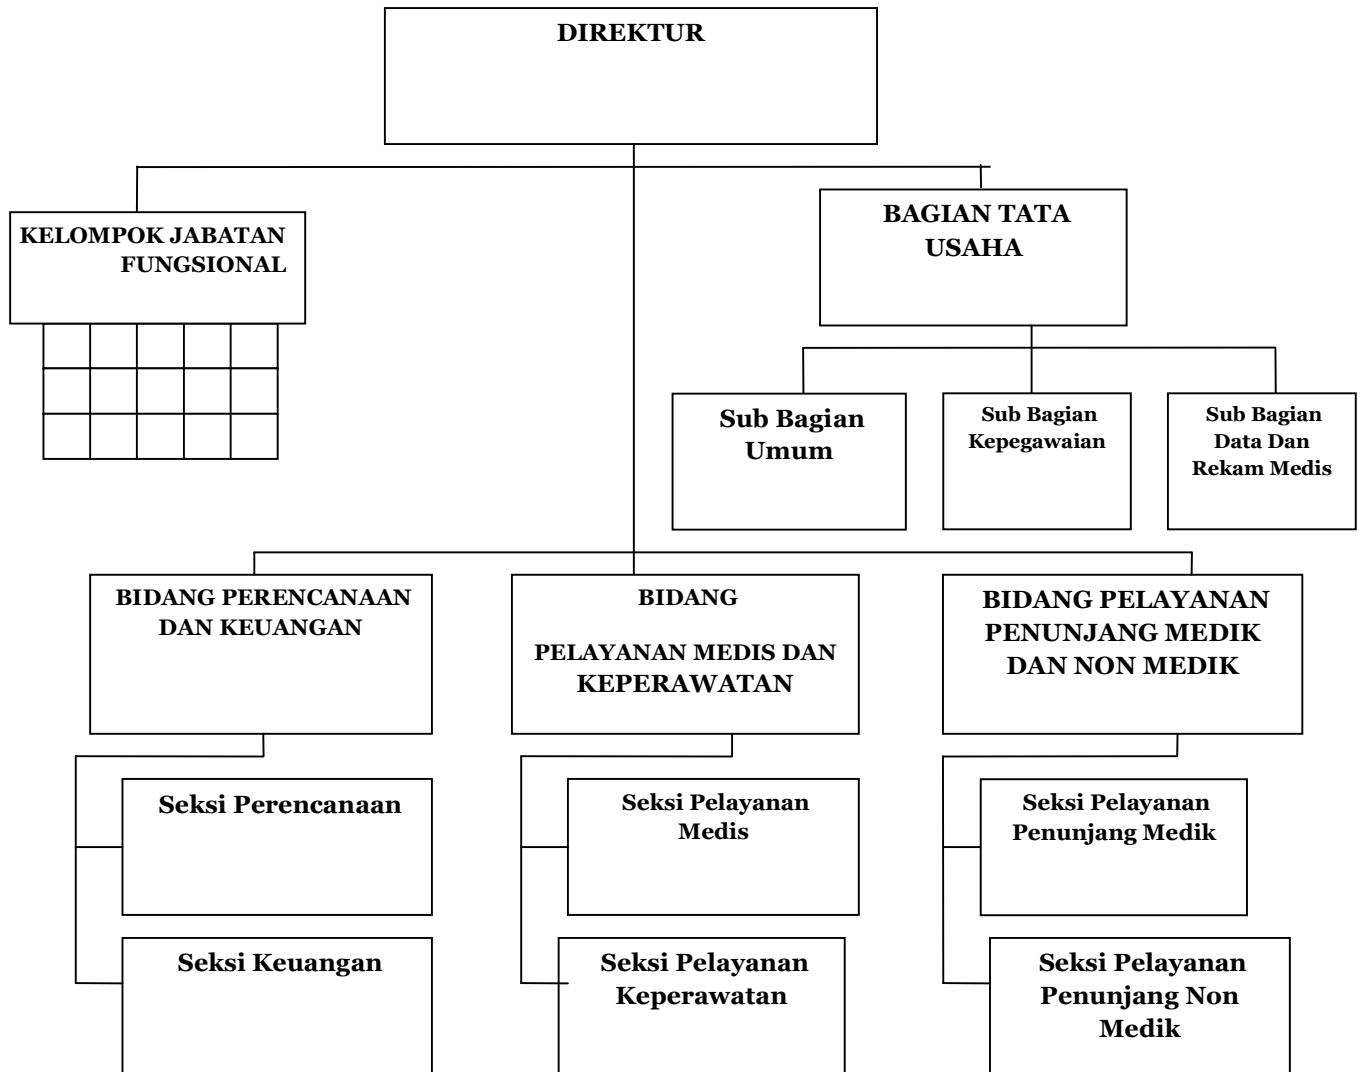 DIREKTUR
KELOMPOK JABATAN
FUNGSIONAL
BAGIAN TATA
USAHA
Sub Bagian
Umum
Sub Bagian
Kepegawaian
Sub Bagian
Data Dan
Rekam Medis
BIDANG PERENCANAAN
DAN KEUANGAN
BIDANG
PELAYANAN MEDIS DAN
KEPERAWATAN
BIDANG PELAYANAN
PENUNJANG MEDIK
DAN NON MEDIK
Seksi Perencanaan
Seksi Pelayanan
Medis
Seksi Pelayanan
Penunjang Medik
Seksi Keuangan
Seksi Pelayanan
Keperawatan
Seksi Pelayanan
Penunjang Non
Medik